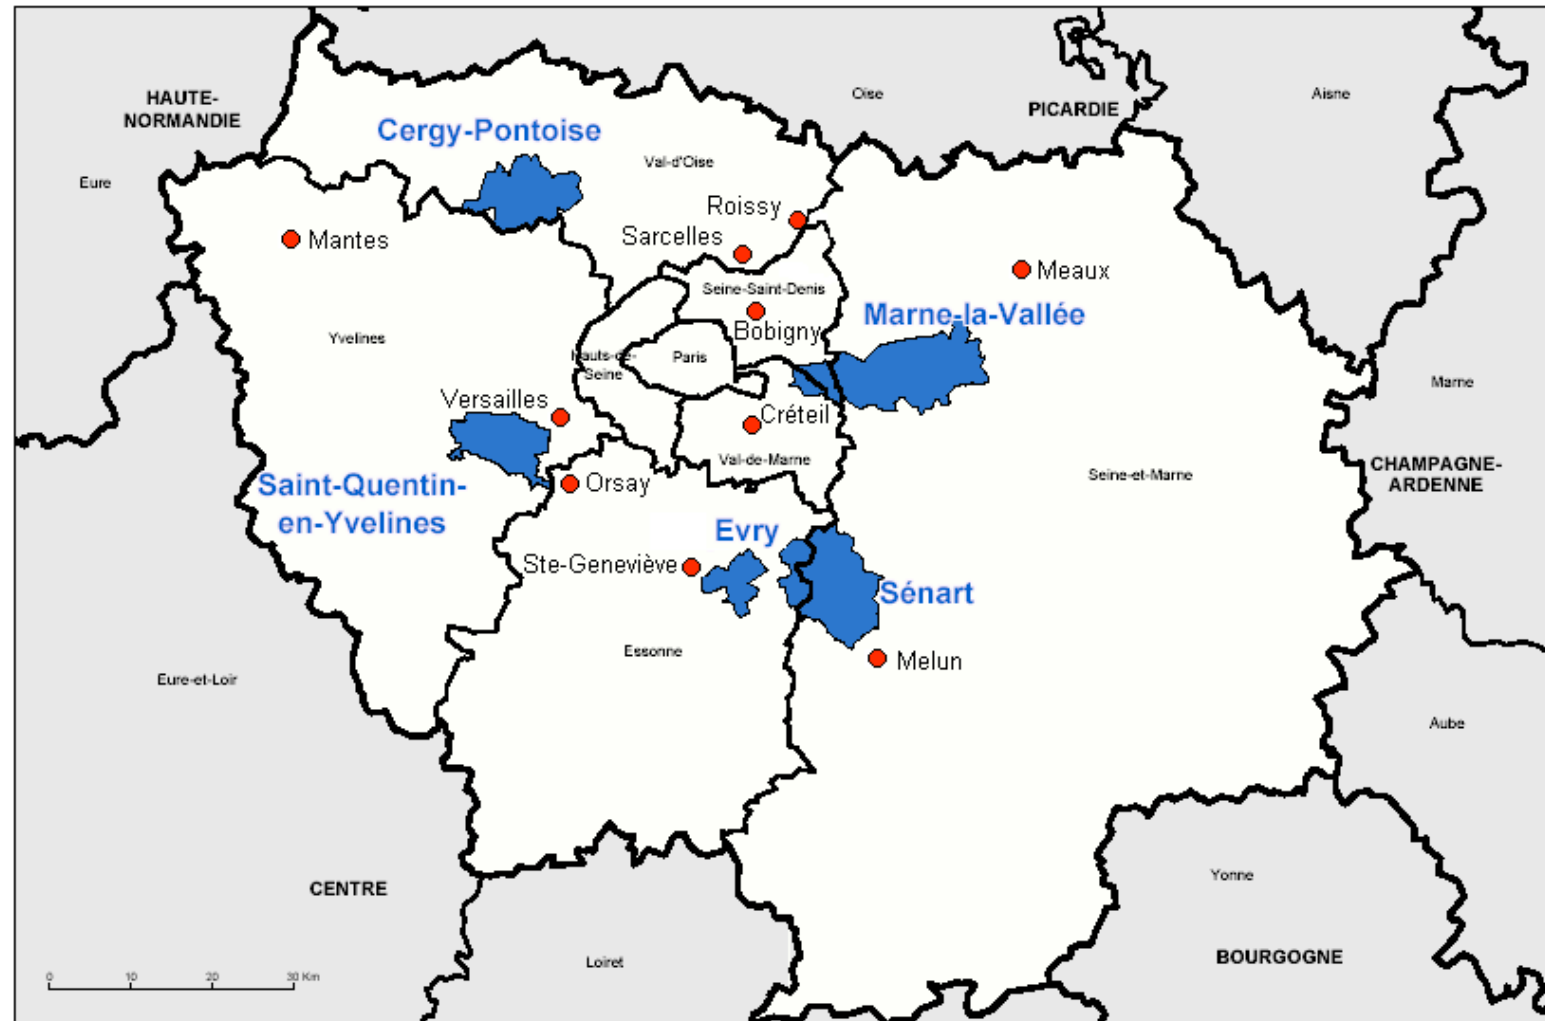 HAUTE-
NORMANDIE
Oise
PICARDIE
Aisne
Cergy-Pontoise
Val-d'Oise
Eure
Roissy
Sarcelles
Mantes
Meaux
Seine-Saint-Denis
Marne-la-Vallée
Bobigny
Yvelines
Hauts-de-
Seine
Paris
Marne
Versailles
Créteil
Val-de-Marne
CHAMPAGNE-
ARDENNE
Seine-et-Marne
Saint-Quentin-
en-Yvelines
Orsay
Evry
Ste-Geneviève
Sénart
Essonne
Melun
Eure-et-Loir
Aube
CENTRE
Yonne
BOURGOGNE
Loiret
0 10 20 30 Km